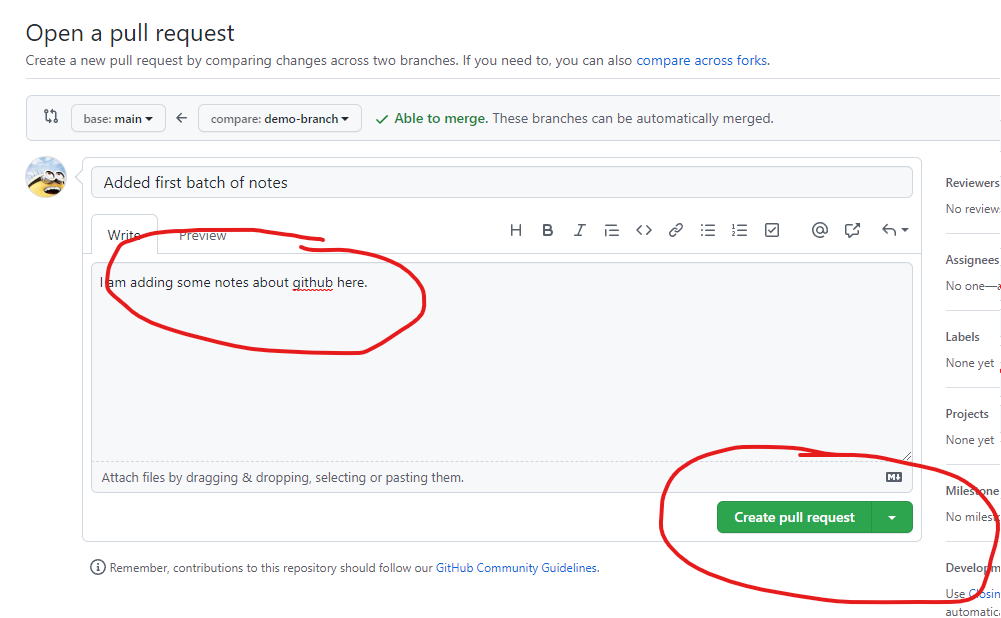 Open a pull request
Create a new pull request by comparing changes across two branches. If you need to, you can also compare across forks.
base: main
compare: demo-branch
Able to merge. These branches can be automatically merged.
Added first batch of notes
Write Preview
H B I
I am adding some notes about github here.
Attach files by dragging & dropping, selecting or pasting them.
Create pull request
Remember, contributions to this repository should follow our GitHub Community Guidelines.
Reviewers
No review
Assignees
No one—a
Labels
None yet
Projects
None yet
Milestone
No milest
Developm
Use Closin
automatica